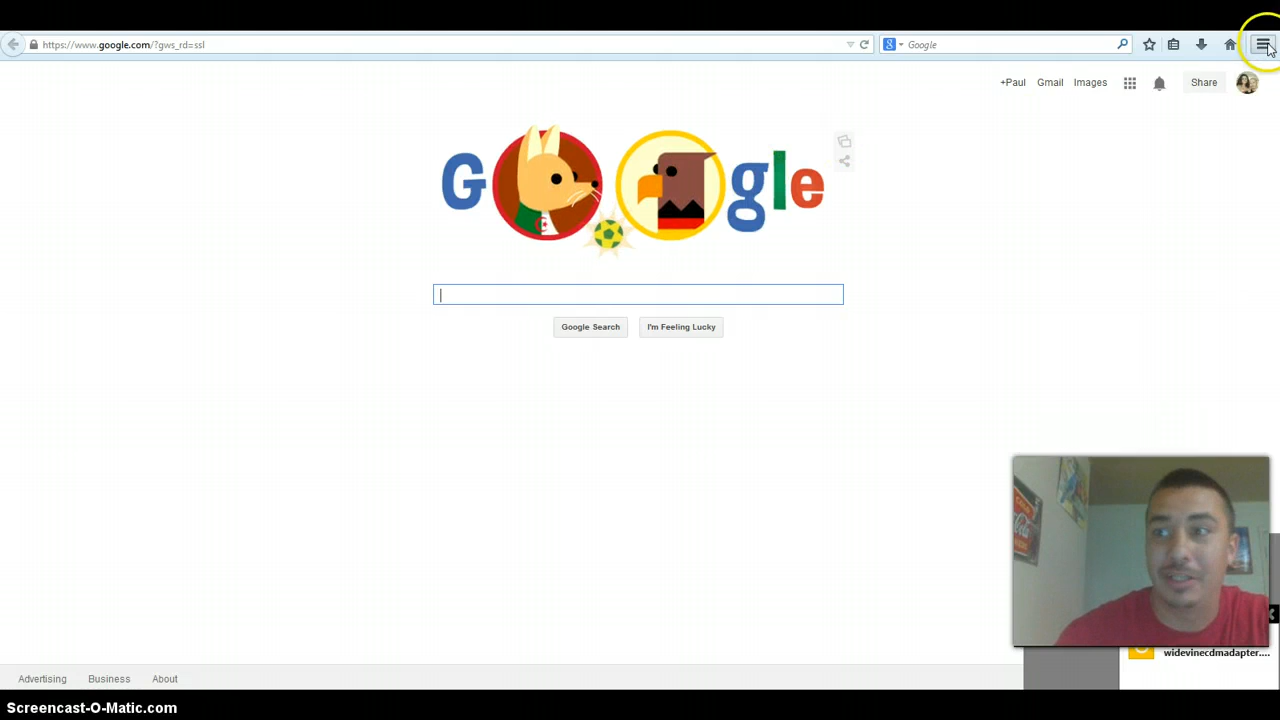 https://www.google.com/?gws_rd=ssl
Google
+Paul Gmail Images Share
Google
Google Search I'm Feeling Lucky
widevinecdmadapter....
Advertising Business About
Screencast-O-Matic.com